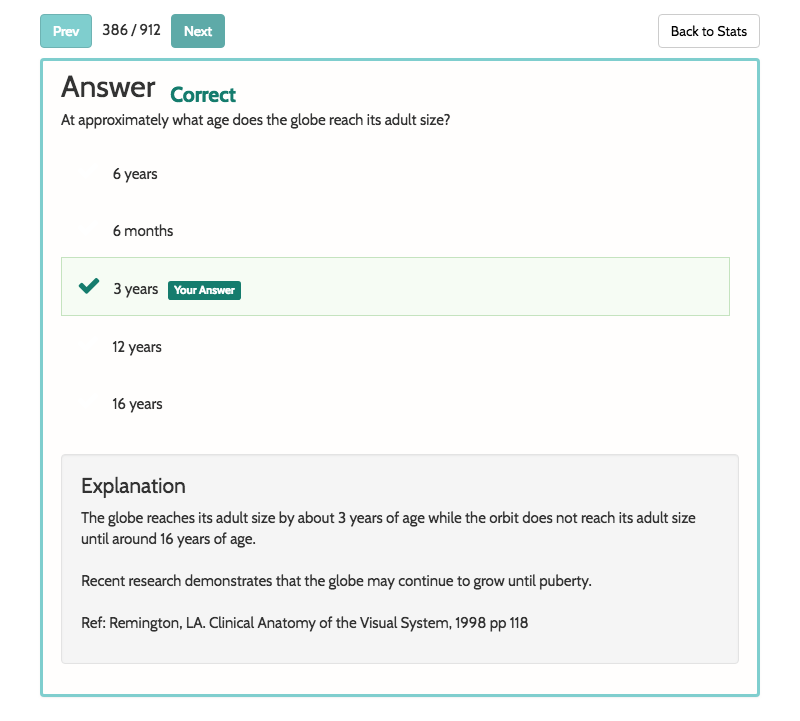 Prev 386 / 912 Next Back to Stats
Answer Correct
At approximately what age does the globe reach its adult size?
6 years
6 months
3 years Your Answer
12 years
16 years
Explanation
The globe reaches its adult size by about 3 years of age while the orbit does not reach its adult size
until around 16 years of age.
Recent research demonstrates that the globe may continue to grow until puberty.
Ref: Remington, LA. Clinical Anatomy of the Visual System, 1998 pp 118